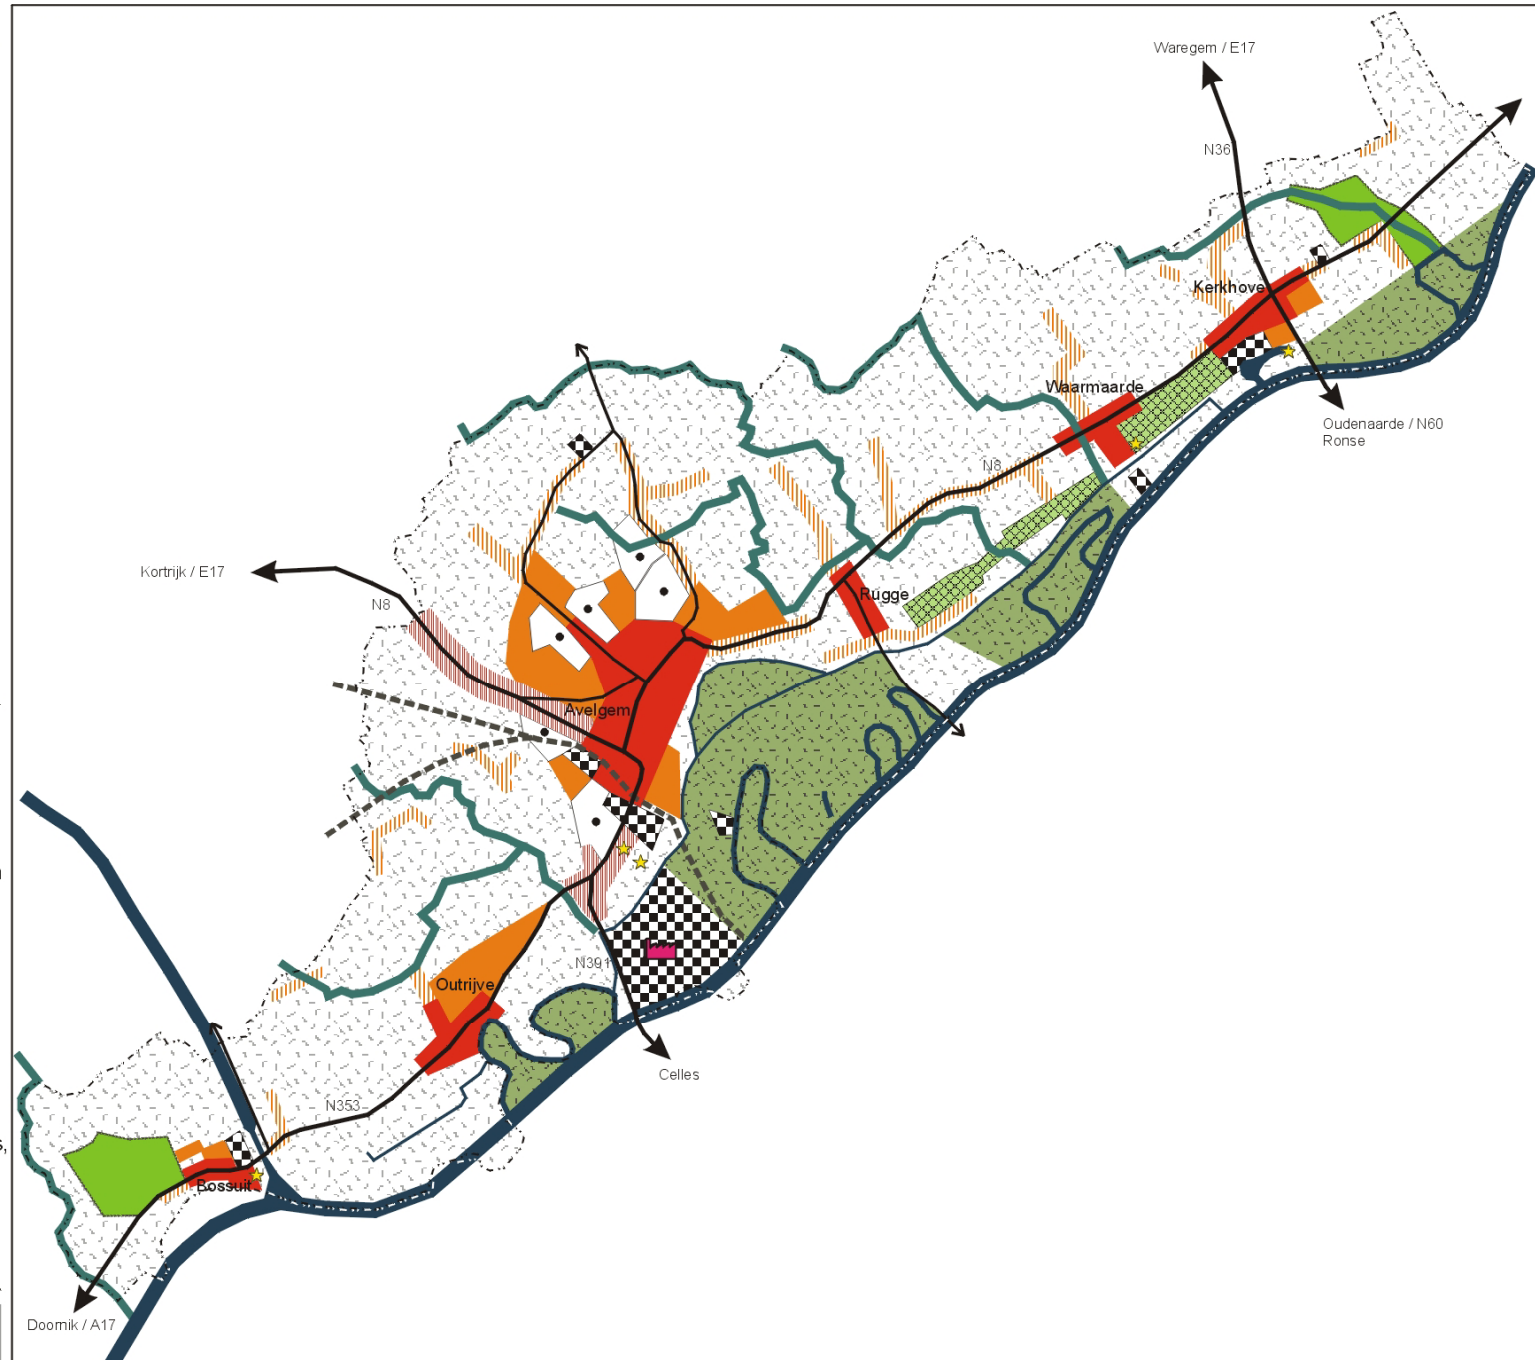 Waregem / E17
N36
Kerkhove
Waarmaarde
Oudenaarde / N60
Ronse
N8
Kortrijk / E17
N8
Rugge
Avelgem
N391
Outrijve
Celles
N353
s,
Bossuit
Doornik / A17